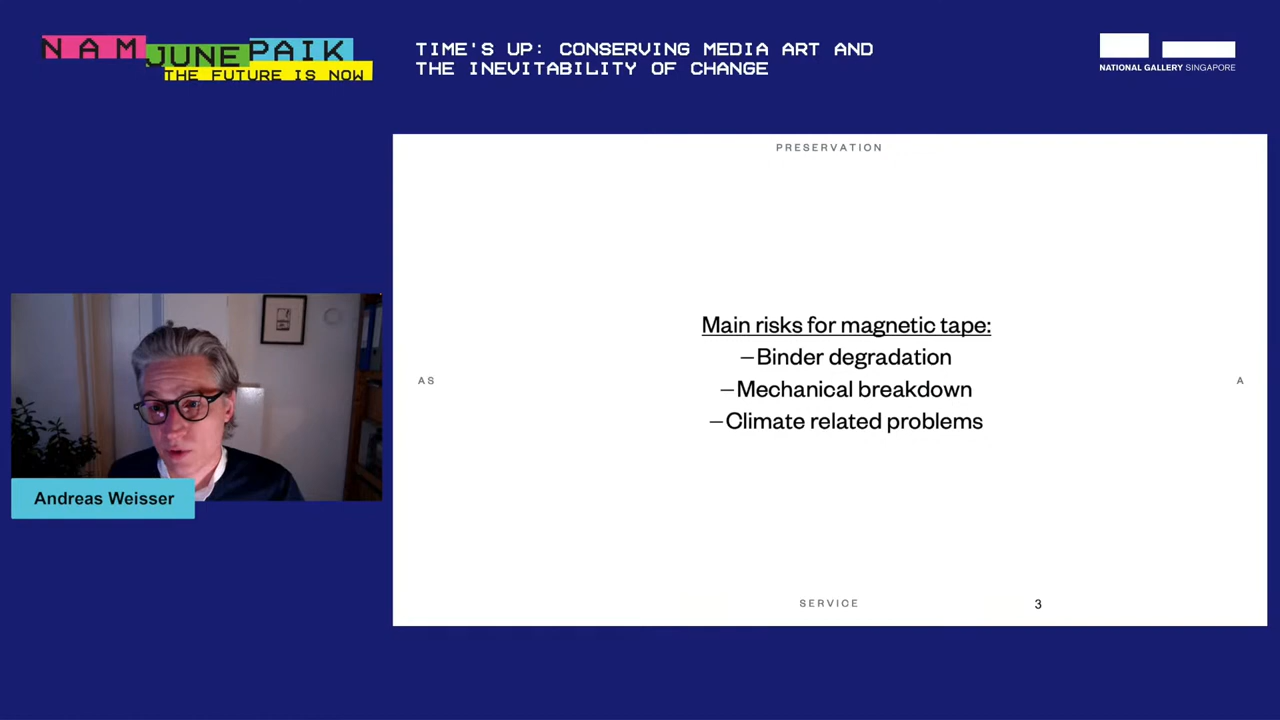 NAM JUNE PAIK
THE FUTURE IS NOW
TIME'S UP: CONSERVING MEDIA ART AND
THE INEVITABILITY OF CHANGE
NATIONAL GALLERY SINGAPORE
PRESERVATION
Main risks for magnetic tape:
–Binder degradation
–Mechanical breakdown
–Climate related problems
AS
A
Andreas Weisser
SERVICE
3